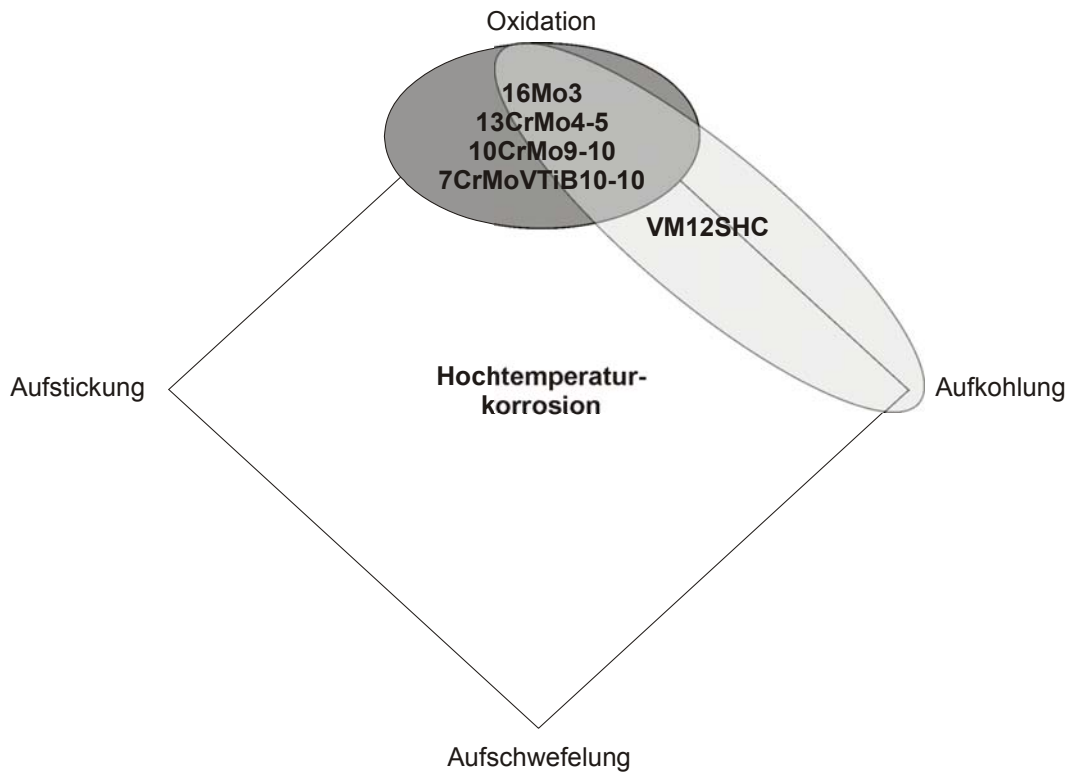 Oxidation
16Mo3
13CrMo4-5
10CrMo9-10
7CrMoVTiB10-10
VM12SHC
Aufstickung
Hochtemperatur-
korrosion
Aufkohlung
Aufschwefelung